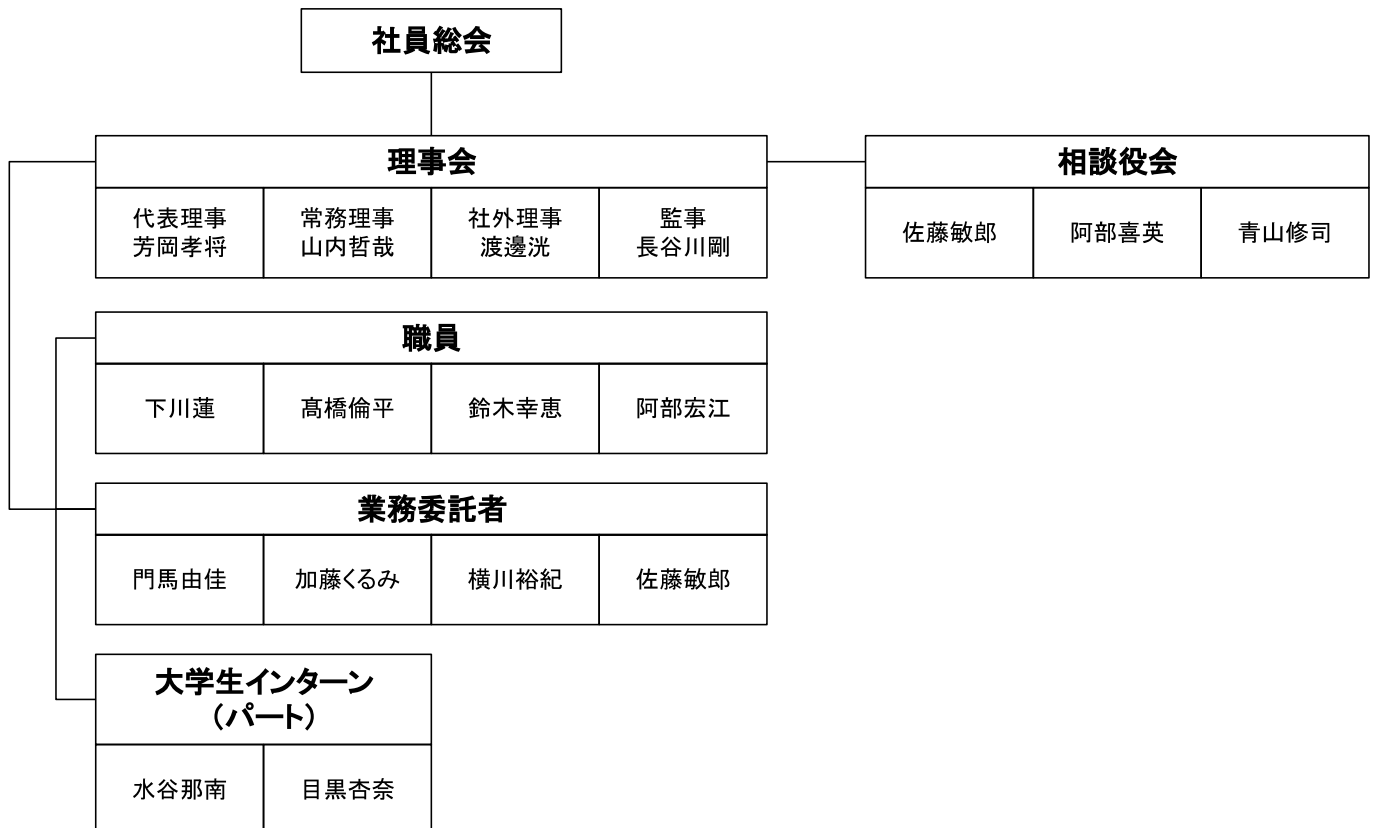 社員総会
理事会
代表理事
芳岡孝将
常務理事
山内哲哉
社外理事
渡邊洸
監事
長谷川剛
相談役会
佐藤敏郎
阿部喜英
青山修司
職員
下川蓮
髙橋倫平
鈴木幸恵
阿部宏江
業務委託者
門馬由佳
加藤くるみ
横川裕紀
佐藤敏郎
大学生インターン
（パート）
水谷那南
目黒杏奈